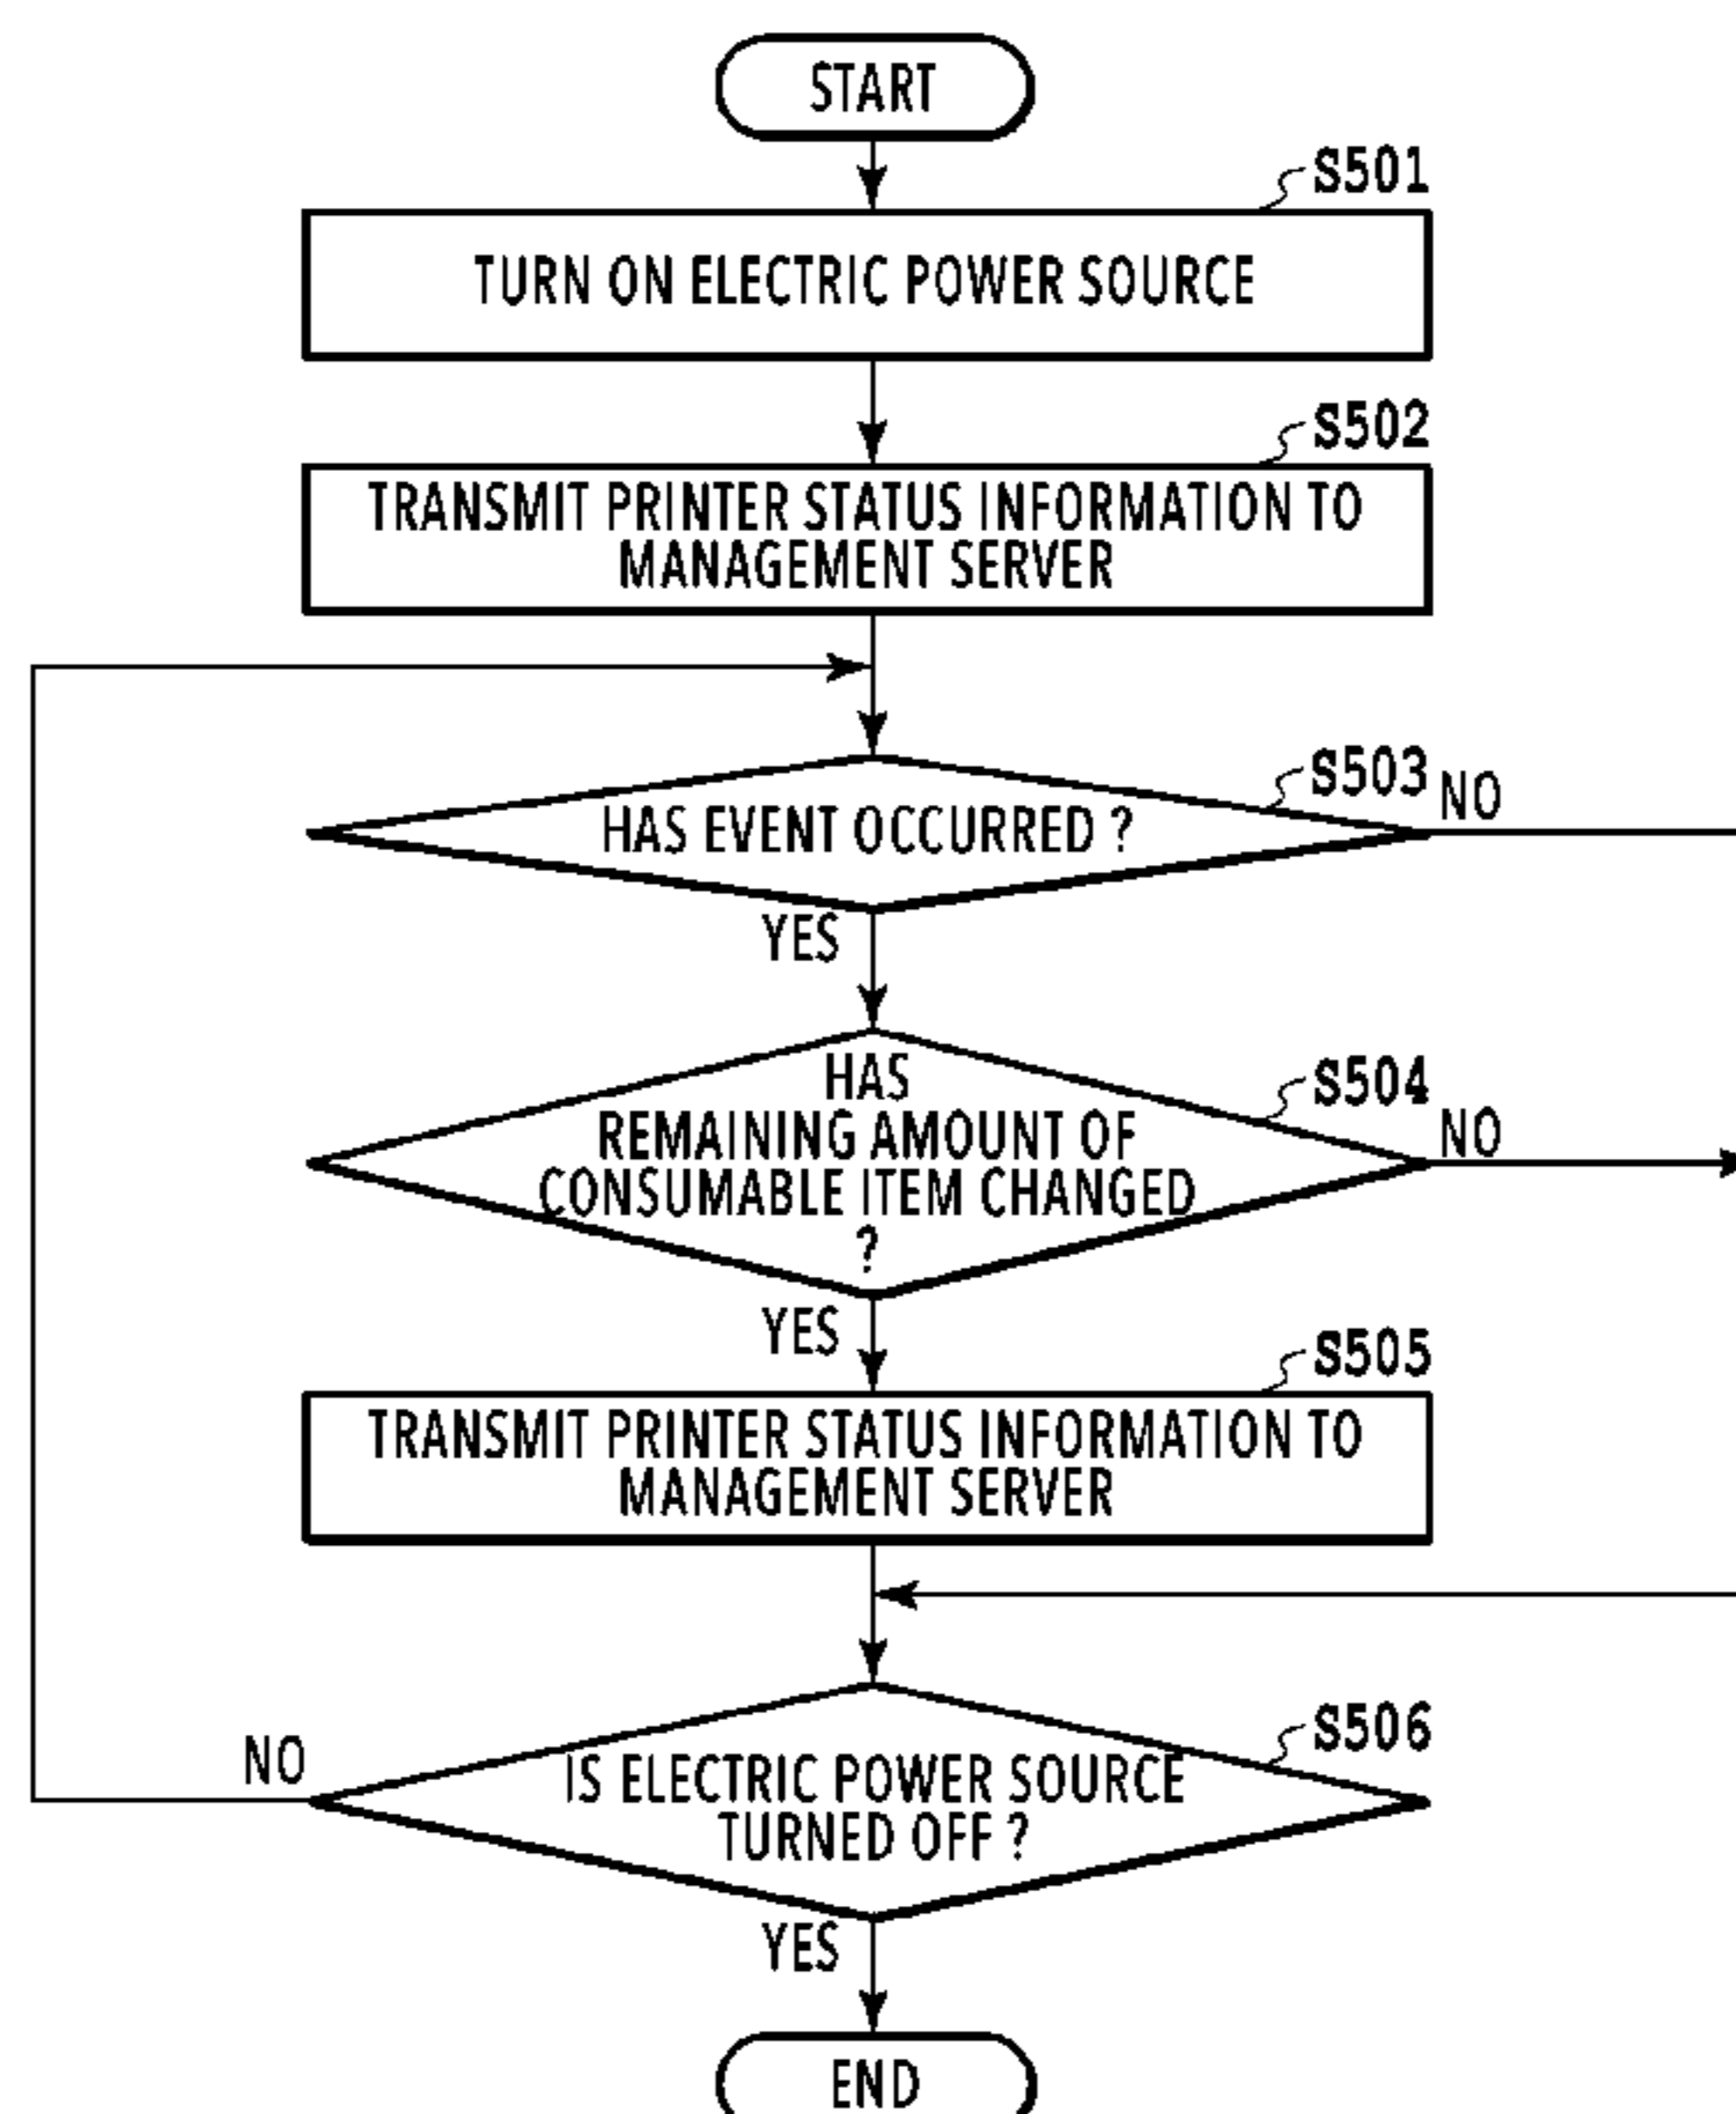 START
S501
TURN ON ELECTRIC POWER SOURCE
S502
TRANSMIT PRINTER STATUS INFORMATION TO
MANAGEMENT SERVER
S503
NO
HAS EVENT OCCURRED ?
YES
HAS
REMAINING AMOUNT OF
CONSUMABLE ITEM CHANGED
?
S504
NO
YES
S505
TRANSMIT PRINTER STATUS INFORMATION TO
MANAGEMENT SERVER
S506
NO
IS ELECTRIC POWER SOURCE
TURNED OFF ?
YES
END